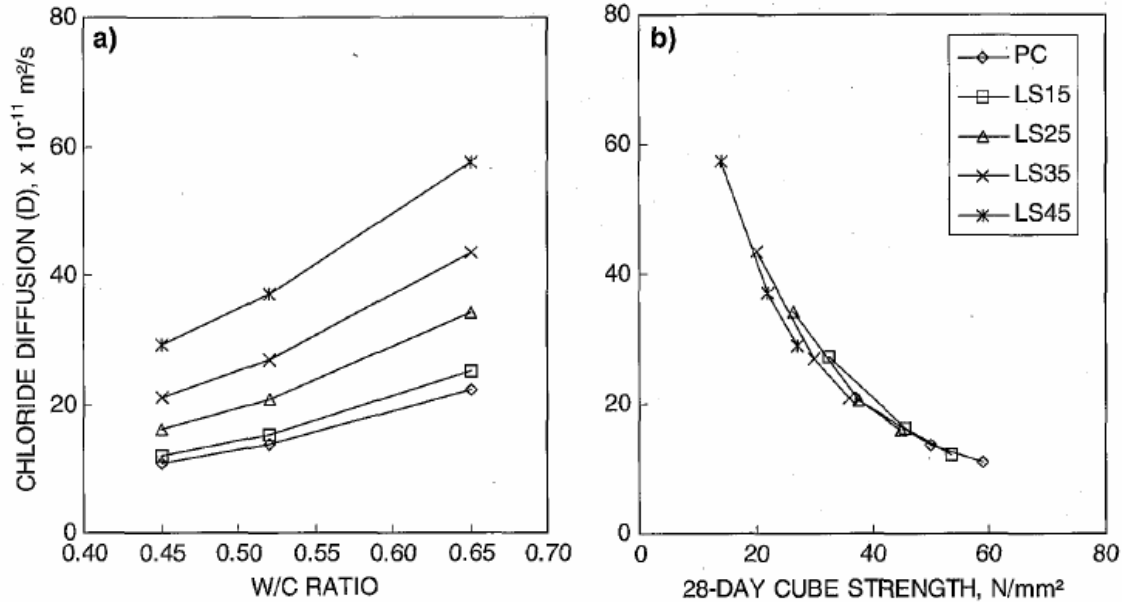 a)
CHLORIDE DIFFUSION (D), x 10⁻¹¹ m²/s
80
60
40
20
0
0.40 0.45 0.50 0.55 0.60 0.65 0.70
W/C RATIO
b)
80
60
40
20
0
0 20 40 60 80
28-DAY CUBE STRENGTH, N/mm²
PC
LS15
LS25
LS35
LS45